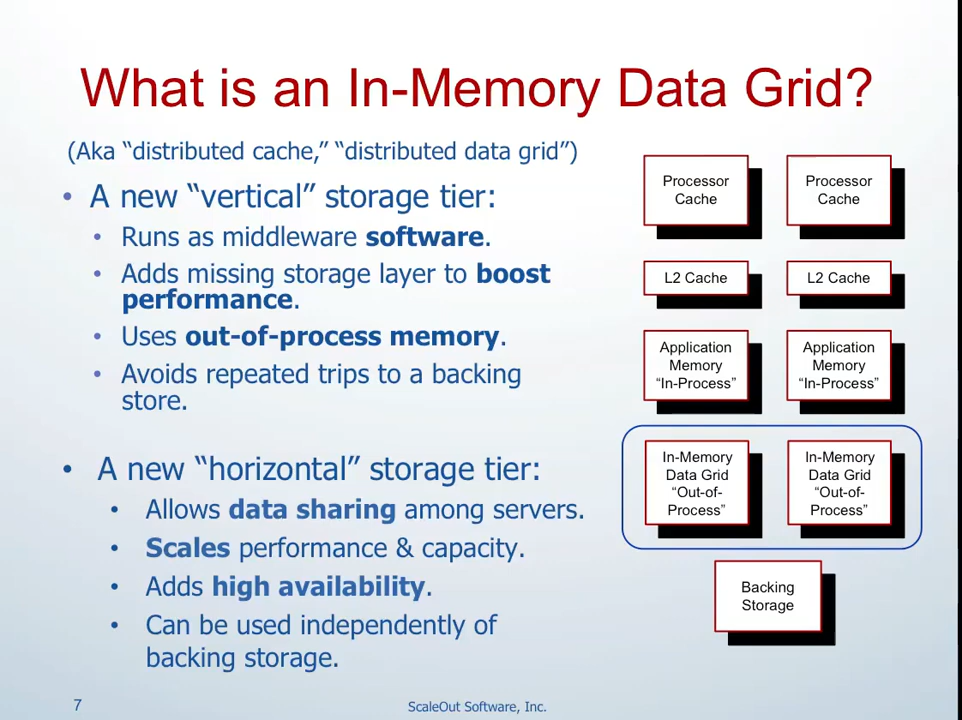 What is an In-Memory Data Grid?
(Aka “distributed cache,” “distributed data grid”)
• A new “vertical” storage tier:
• Runs as middleware software.
• Adds missing storage layer to boost
performance.
• Uses out-of-process memory.
• Avoids repeated trips to a backing
store.
• A new “horizontal” storage tier:
• Allows data sharing among servers.
• Scales performance & capacity.
• Adds high availability.
• Can be used independently of
backing storage.
Processor
Cache
Processor
Cache
L2 Cache
L2 Cache
Application
Memory
“In-Process”
Application
Memory
“In-Process”
In-Memory
Data Grid
“Out-of-
Process”
In-Memory
Data Grid
“Out-of-
Process”
Backing
Storage
7
ScaleOut Software, Inc.